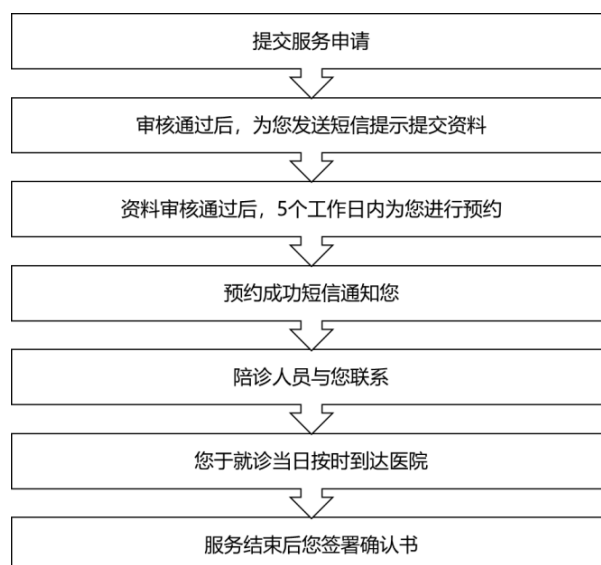 提交服务申请
审核通过后，为您发送短信提示提交资料
资料审核通过后，5个工作日内为您进行预约
预约成功短信通知您
陪诊人员与您联系
您于就诊当日按时到达医院
服务结束后您签署确认书